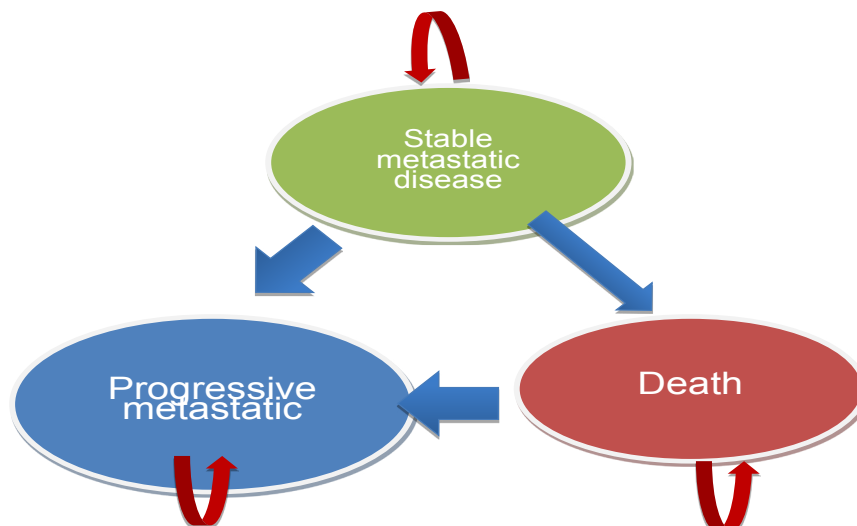 Stable
metastatic
disease
Progressive
metastatic
Death